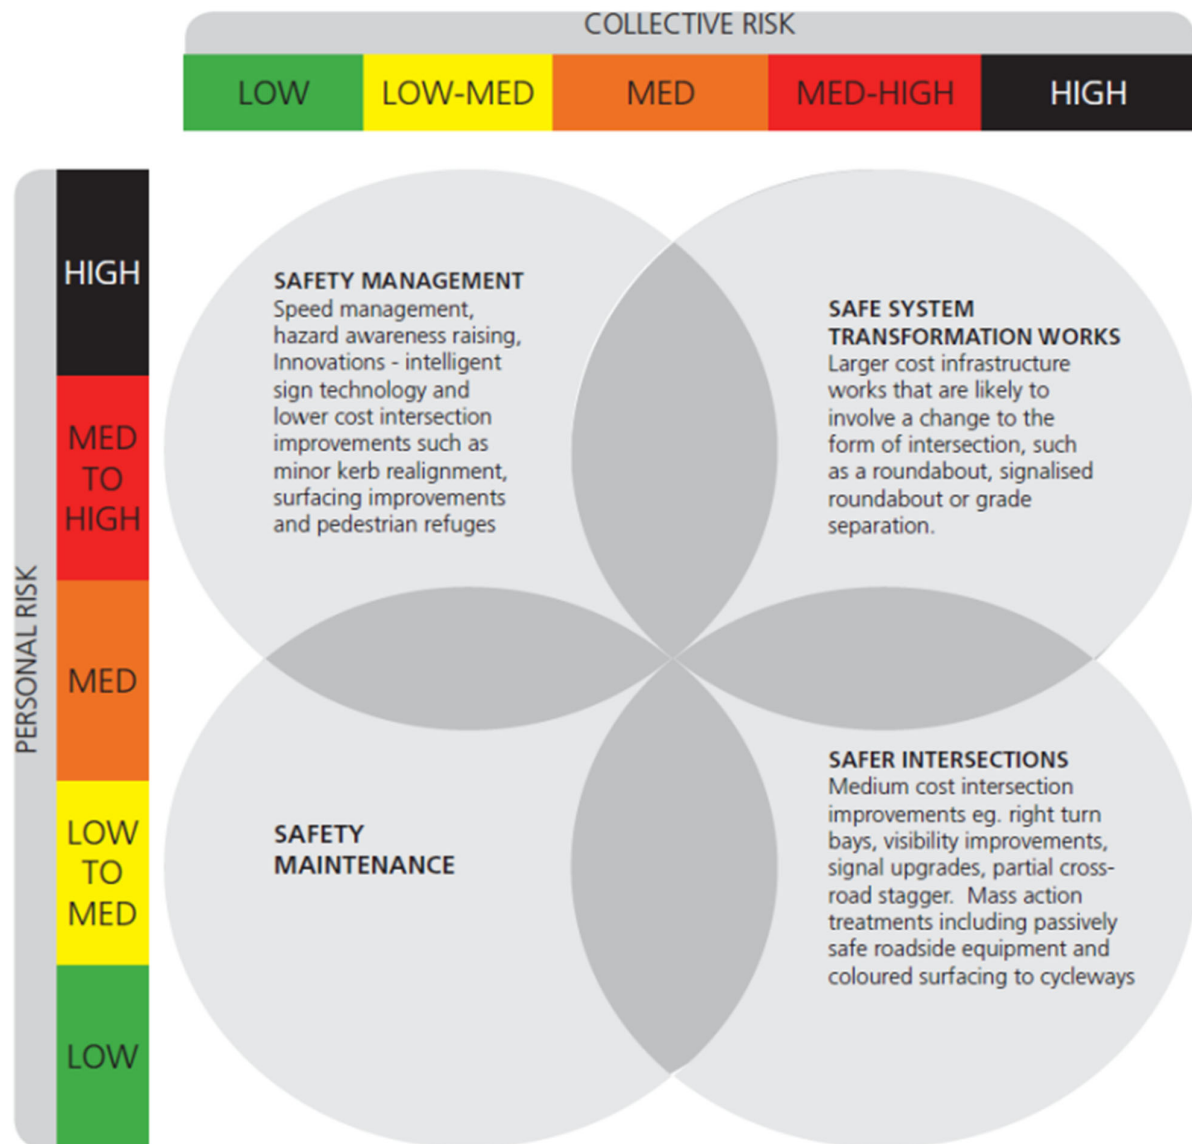 COLLECTIVE RISK
LOW
LOW-MED
MED
MED-HIGH
HIGH
PERSONAL RISK
HIGH
MED
TO
HIGH
MED
LOW
TO
MED
LOW
SAFETY MANAGEMENT
Speed management,
hazard awareness raising,
Innovations - intelligent
sign technology and
lower cost intersection
improvements such as
minor kerb realignment,
surfacing improvements
and pedestrian refuges
SAFE SYSTEM
TRANSFORMATION WORKS
Larger cost infrastructure
works that are likely to
involve a change to the
form of intersection, such
as a roundabout, signalised
roundabout or grade
separation.
SAFETY
MAINTENANCE
SAFER INTERSECTIONS
Medium cost intersection
improvements eg. right turn
bays, visibility improvements,
signal upgrades, partial cross-
road stagger. Mass action
treatments including passively
safe roadside equipment and
coloured surfacing to cycleways